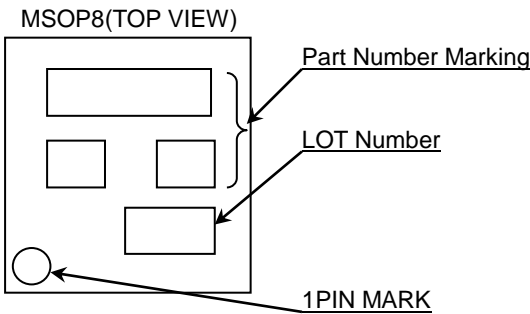 MSOP8(TOP VIEW)
Part Number Marking
LOT Number
1PIN MARK